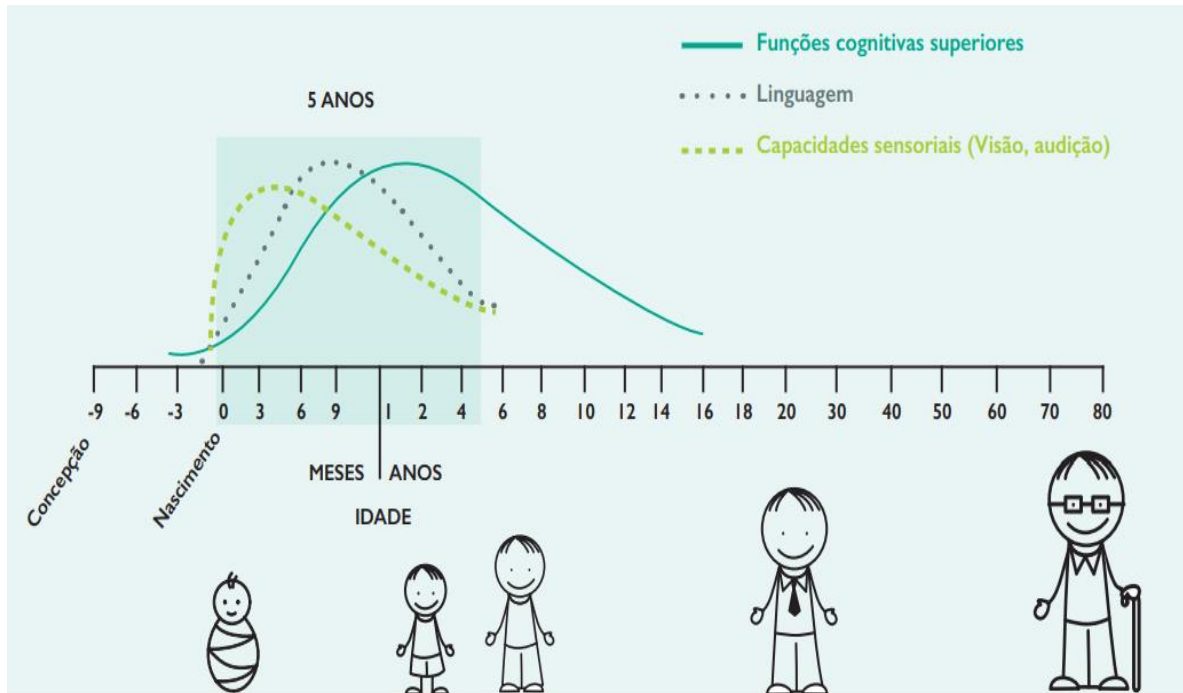 Funções cognitivas superiores
Linguagem
Capacidades sensoriais (Visão, audição)
5 ANOS
-9 -6 -3 0 3 6 9 1 2 4 6 8 10 12 14 16 18 20 30 40 50 60 70 80
Concepção
Nascimento
MESES ANOS
IDADE